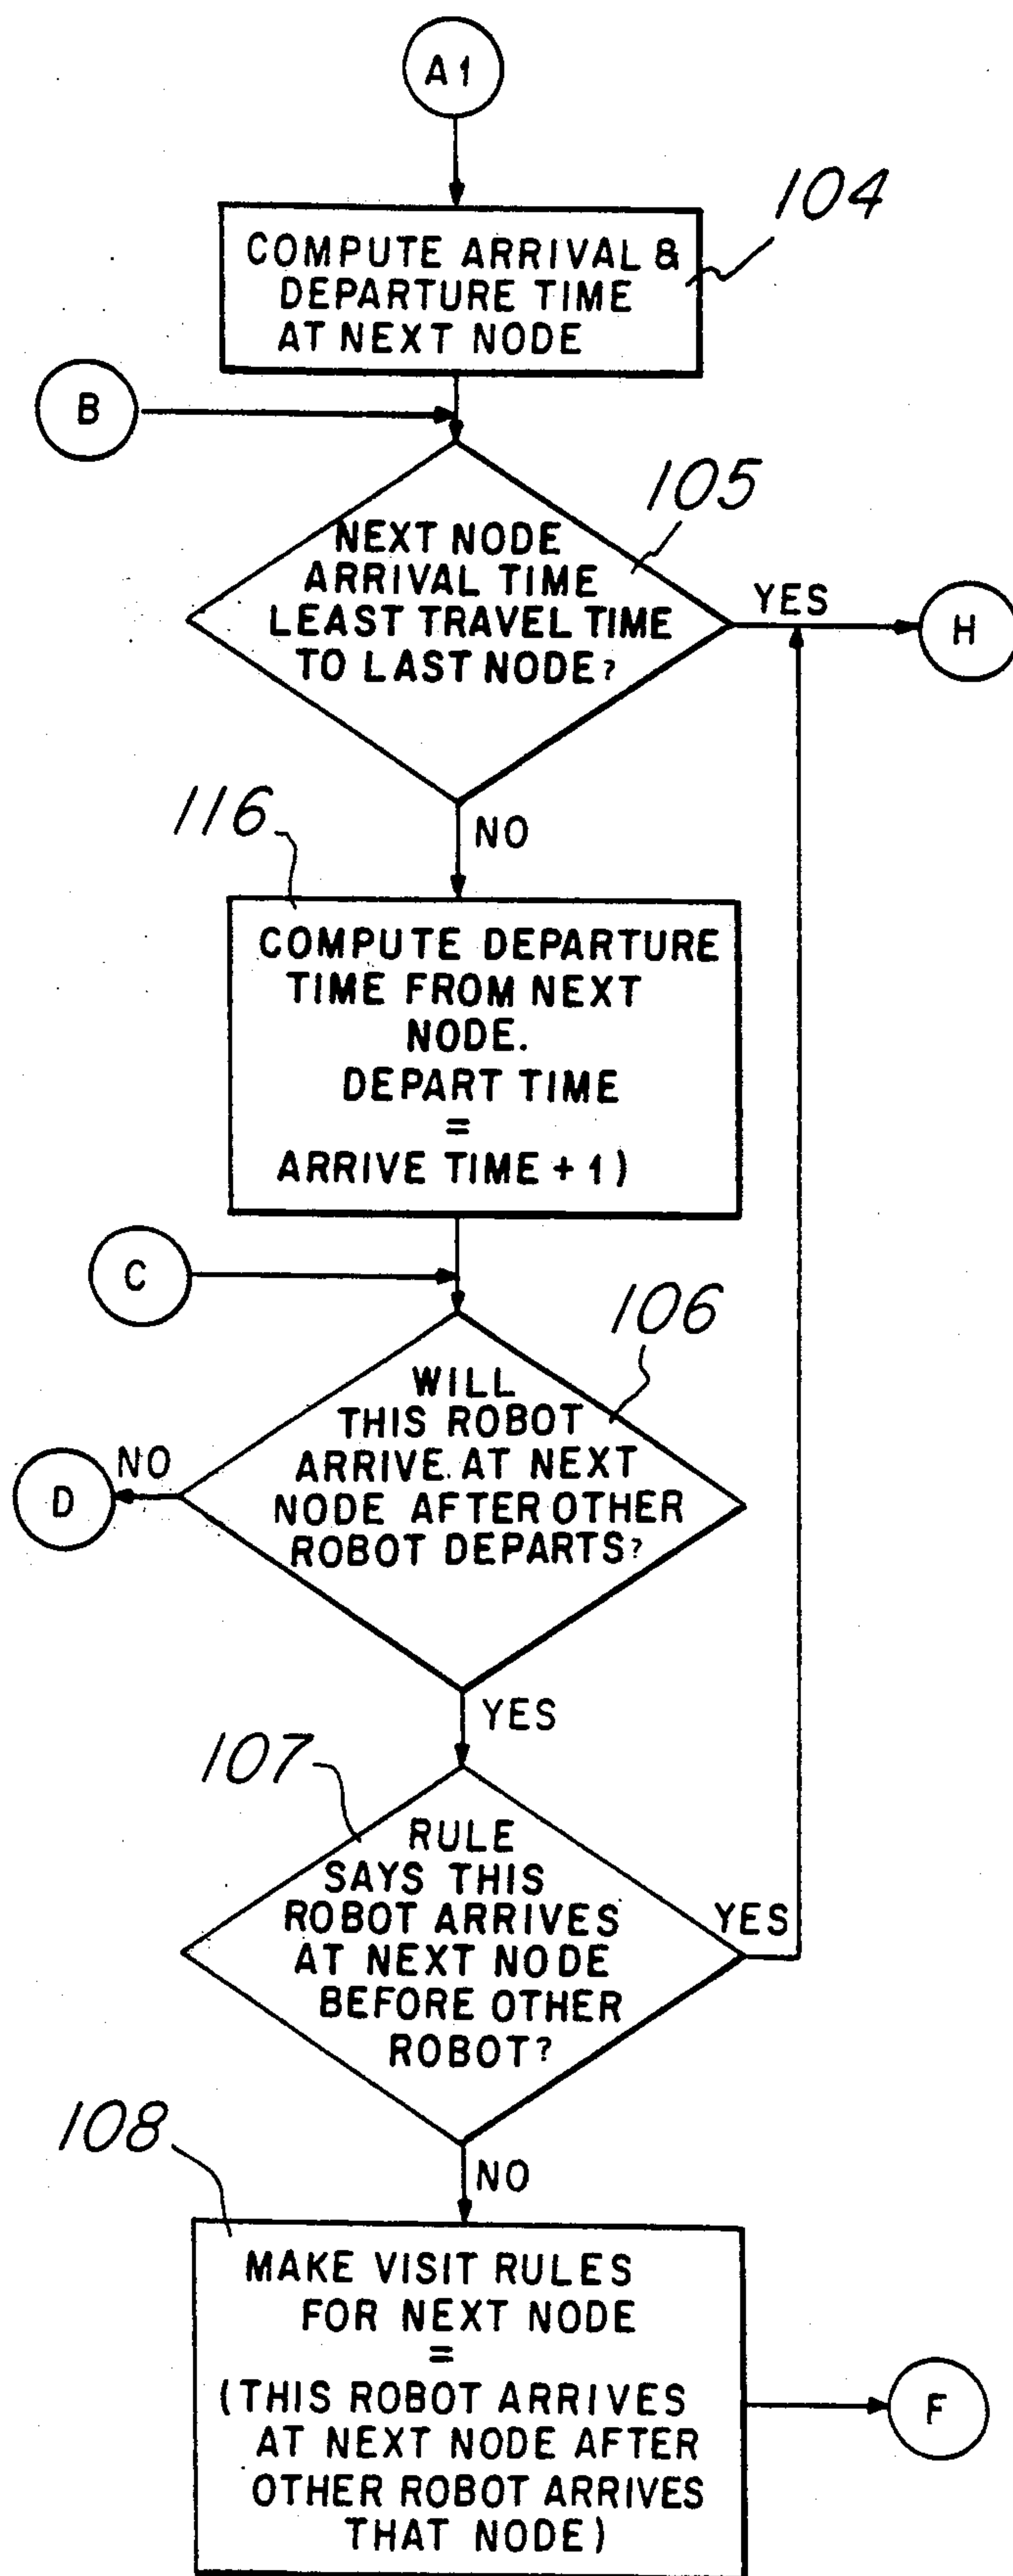 A1
104
COMPUTE ARRIVAL &
DEPARTURE TIME
AT NEXT NODE
B
105
NEXT NODE
ARRIVAL TIME
LEAST TRAVEL TIME
TO LAST NODE?
YES
H
NO
116
COMPUTE DEPARTURE
TIME FROM NEXT
NODE.
DEPART TIME
=
ARRIVE TIME + 1)
C
106
WILL
THIS ROBOT
ARRIVE AT NEXT
NODE AFTER OTHER
ROBOT DEPARTS?
NO
D
YES
107
RULE
SAYS THIS
ROBOT ARRIVES
AT NEXT NODE
BEFORE OTHER
ROBOT?
YES
NO
108
MAKE VISIT RULES
FOR NEXT NODE
=
(THIS ROBOT ARRIVES
AT NEXT NODE AFTER
OTHER ROBOT ARRIVES
THAT NODE)
F